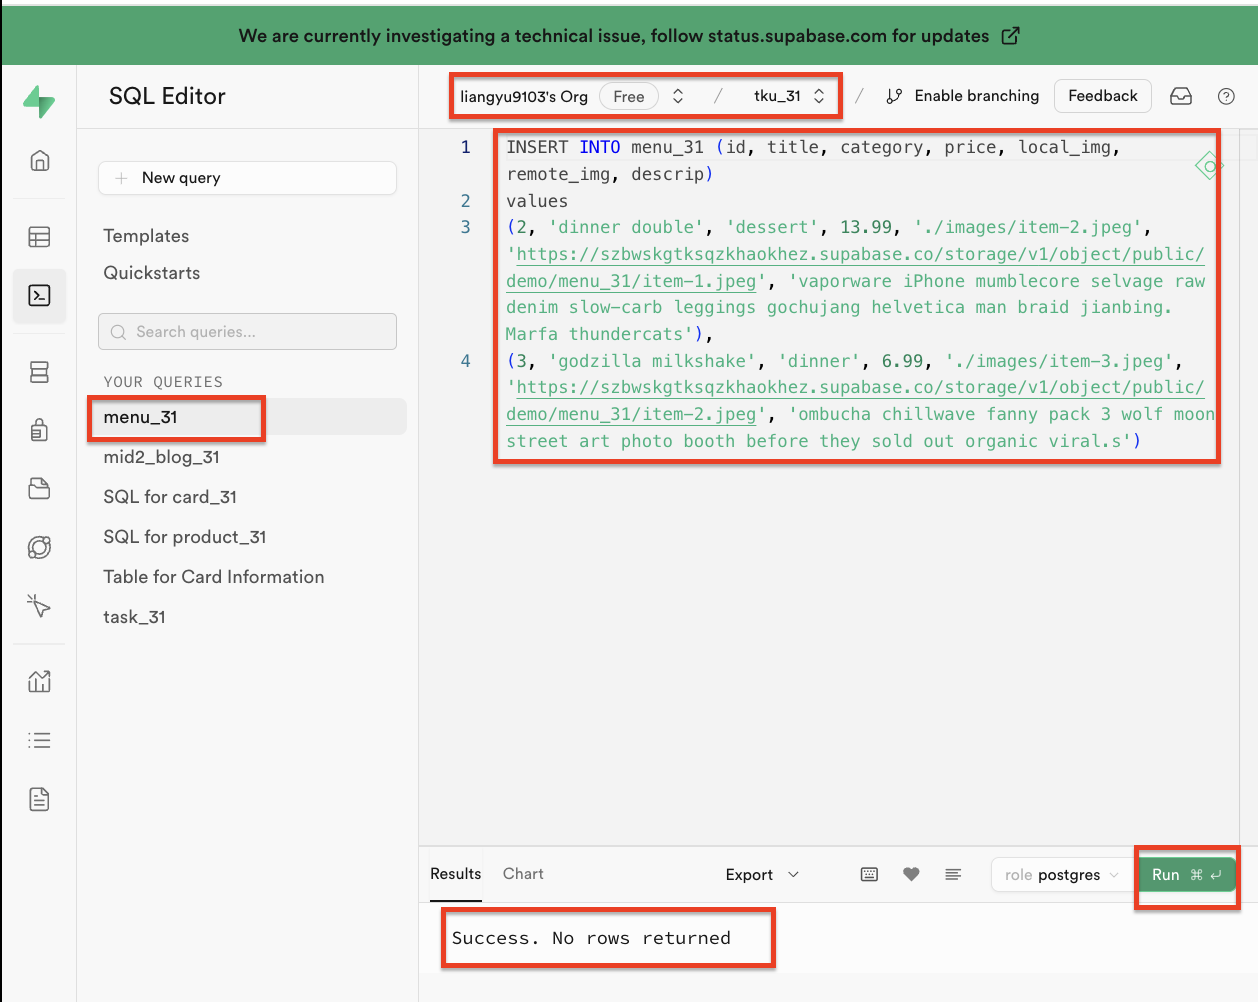 We are currently investigating a technical issue, follow status.supabase.com for updates
SQL Editor
liangyu9103's Org Free / tku_31 / Enable branching Feedback
New query
Templates
Quickstarts
Search queries...
YOUR QUERIES
menu_31
mid2_blog_31
SQL for card_31
SQL for product_31
Table for Card Information
task_31
1 INSERT INTO menu_31 (id, title, category, price, local_img,
remote_img, descrip)
2 values
3 (2, 'dinner double', 'dessert', 13.99, './images/item-2.jpeg',
'https://szbwskgtksqzkhaokhez.supabase.co/storage/v1/object/public/
demo/menu_31/item-1.jpeg', 'vaporware iPhone mumblecore selvage raw
denim slow-carb leggings gochujang helvetica man braid jianbing.
Marfa thundercats'),
4 (3, 'godzilla milkshake', 'dinner', 6.99, './images/item-3.jpeg',
'https://szbwskgtksqzkhaokhez.supabase.co/storage/v1/object/public/
demo/menu_31/item-2.jpeg', 'ombucha chillwave fanny pack 3 wolf moon
street art photo booth before they sold out organic viral.s')
Results Chart Export role postgres Run ⌘ ↵
Success. No rows returned